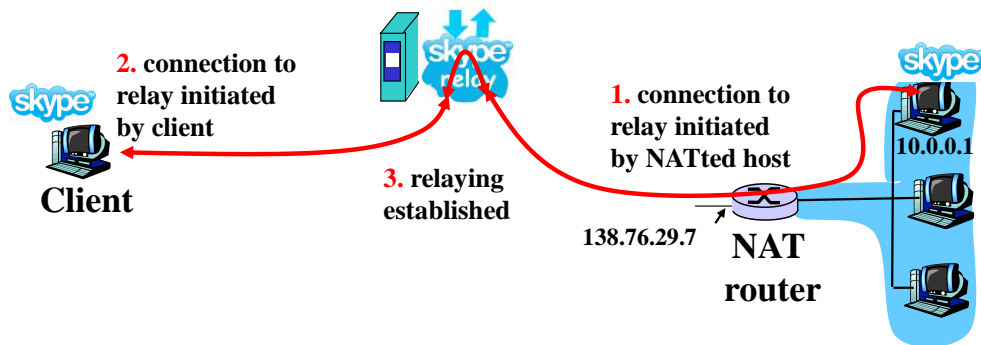 skype
Client
2. connection to
relay initiated
by client
skype
relay
3. relaying
established
1. connection to
relay initiated
by NATted host
138.76.29.7
NAT
router
skype
10.0.0.1